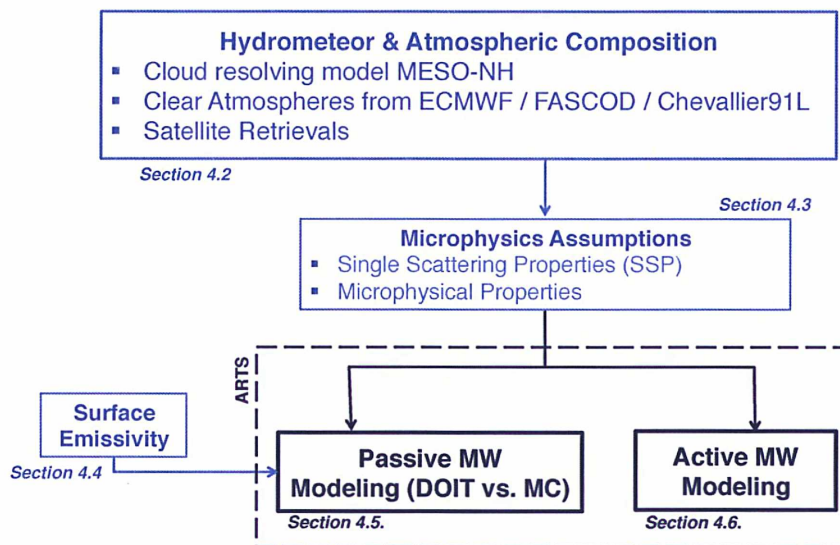 Hydrometeor & Atmospheric Composition
▪ Cloud resolving model MESO-NH
▪ Clear Atmospheres from ECMWF / FASCOD / Chevallier91L
▪ Satellite Retrievals
Section 4.2
Section 4.3
Microphysics Assumptions
▪ Single Scattering Properties (SSP)
▪ Microphysical Properties
ARTS
Surface
Emissivity
Section 4.4
Passive MW
Modeling (DOIT vs. MC)
Section 4.5.
Active MW
Modeling
Section 4.6.